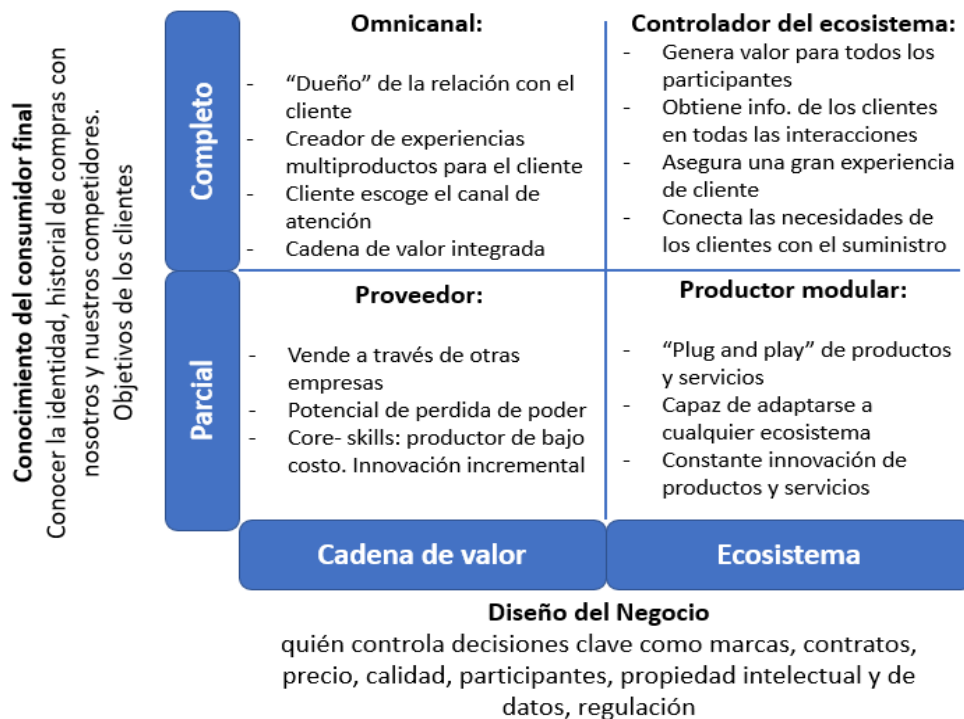 Conocimiento del consumidor final
Conocer la identidad, historial de compras con
nosotros y nuestros competidores.
Objetivos de los clientes
Completo
Omnicanal:
- “Dueño” de la relación con el
cliente
- Creador de experiencias
multiproductos para el cliente
- Cliente escoge el canal de
atención
- Cadena de valor integrada
Controlador del ecosistema:
- Genera valor para todos los
participantes
- Obtiene info. de los clientes
en todas las interacciones
- Asegura una gran experiencia
de cliente
- Conecta las necesidades de
los clientes con el suministro
Parcial
Proveedor:
- Vende a través de otras
empresas
- Potencial de perdida de poder
- Core- skills: productor de bajo
costo. Innovación incremental
Productor modular:
- “Plug and play” de productos
y servicios
- Capaz de adaptarse a
cualquier ecosistema
- Constante innovación de
productos y servicios
Cadena de valor
Ecosistema
Diseño del Negocio
quién controla decisiones clave como marcas, contratos,
precio, calidad, participantes, propiedad intelectual y de
datos, regulación